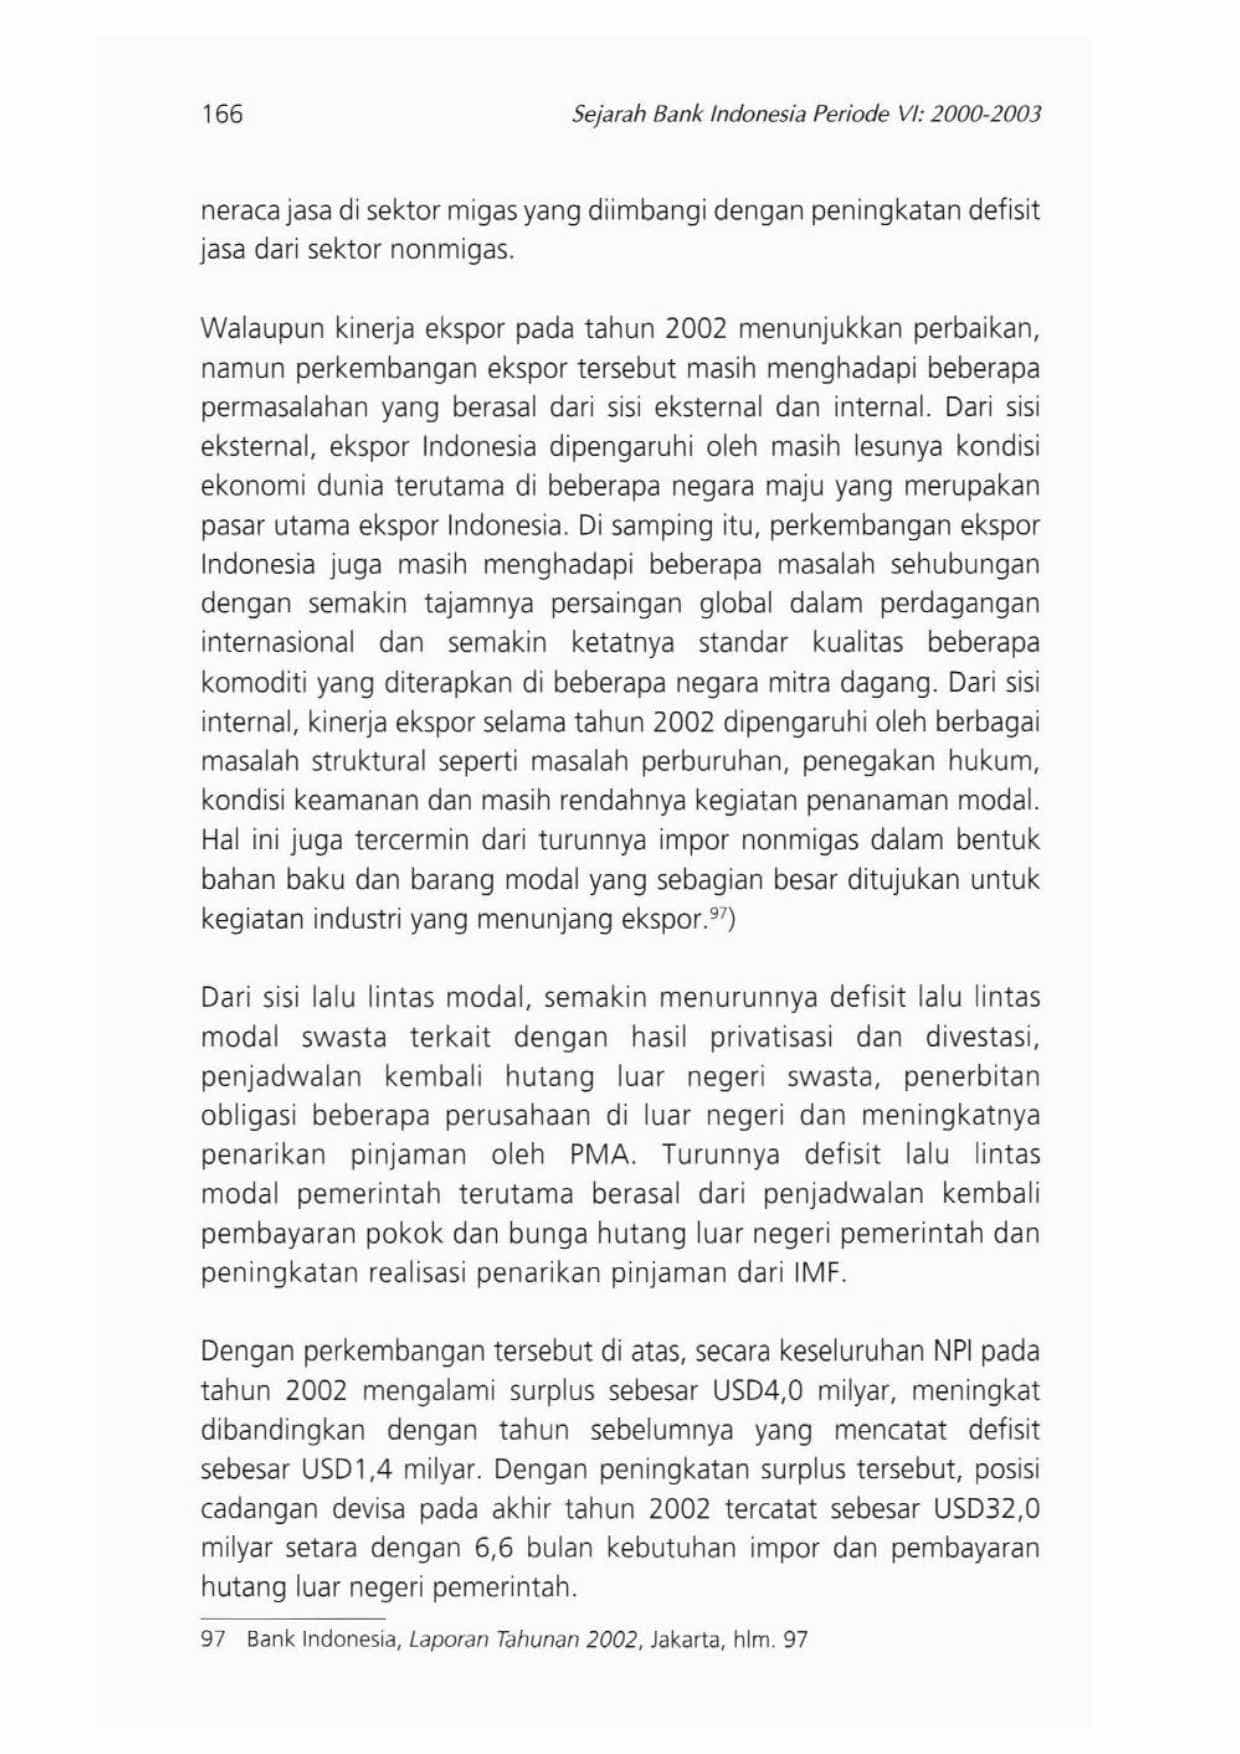 166
Sejarah Bank Indonesia Periode VI: 2000-2003
neraca jasa di sektor migas yang diimbangi dengan peningkatan defisit
jasa dari sektor nonmigas.
Walaupun kinerja ekspor pada tahun 2002 menunjukkan perbaikan,
namun perkembangan ekspor tersebut masih menghadapi beberapa
permasalahan yang berasal dari sisi eksternal dan internal. Dari sisi
eksternal, ekspor Indonesia dipengaruhi oleh masih lesunya kondisi
ekonomi dunia terutama di beberapa negara maju yang merupakan
pasar utama ekspor Indonesia. Di samping itu, perkembangan ekspor
Indonesia juga masih menghadapi beberapa masalah sehubungan
dengan semakin tajamnya persaingan global dalam perdagangan
internasional dan semakin ketatnya standar kualitas beberapa
komoditi yang diterapkan di beberapa negara mitra dagang. Dari sisi
internal, kinerja ekspor selama tahun 2002 dipengaruhi oleh berbagai
masalah struktural seperti masalah perburuhan, penegakan hukum,
kondisi keamanan dan masih rendahnya kegiatan penanaman modal.
Hal ini juga tercermin dari turunnya impor nonmigas dalam bentuk
bahan baku dan barang modal yang sebagian besar ditujukan untuk
kegiatan industri yang menunjang ekspor.⁹⁷)
Dari sisi lalu lintas modal, semakin menurunnya defisit lalu lintas
modal swasta terkait dengan hasil privatisasi dan divestasi,
penjadwalan kembali hutang luar negeri swasta, penerbitan
obligasi beberapa perusahaan di luar negeri dan meningkatnya
penarikan pinjaman oleh PMA. Turunnya defisit lalu lintas
modal pemerintah terutama berasal dari penjadwalan kembali
pembayaran pokok dan bunga hutang luar negeri pemerintah dan
peningkatan realisasi penarikan pinjaman dari IMF.
Dengan perkembangan tersebut di atas, secara keseluruhan NPI pada
tahun 2002 mengalami surplus sebesar USD4,0 milyar, meningkat
dibandingkan dengan tahun sebelumnya yang mencatat defisit
sebesar USD1,4 milyar. Dengan peningkatan surplus tersebut, posisi
cadangan devisa pada akhir tahun 2002 tercatat sebesar USD32,0
milyar setara dengan 6,6 bulan kebutuhan impor dan pembayaran
hutang luar negeri pemerintah.
97 Bank Indonesia, Laporan Tahunan 2002, Jakarta, hlm. 97